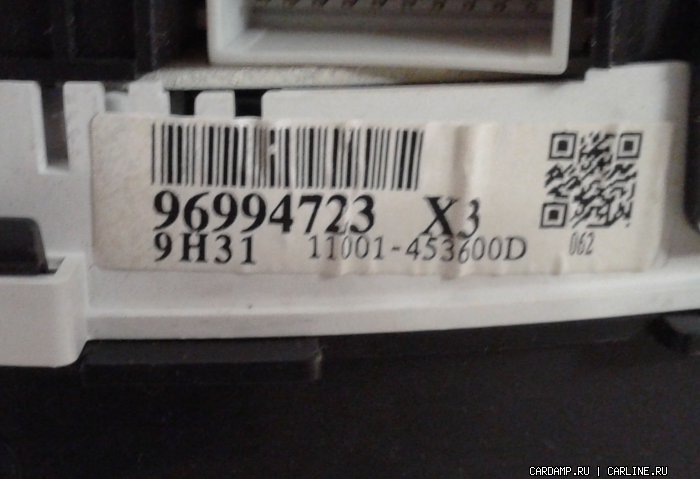 96994723 X3
9H31 11001-453600D 062
CARDAMP.RU | CARLINE.RU